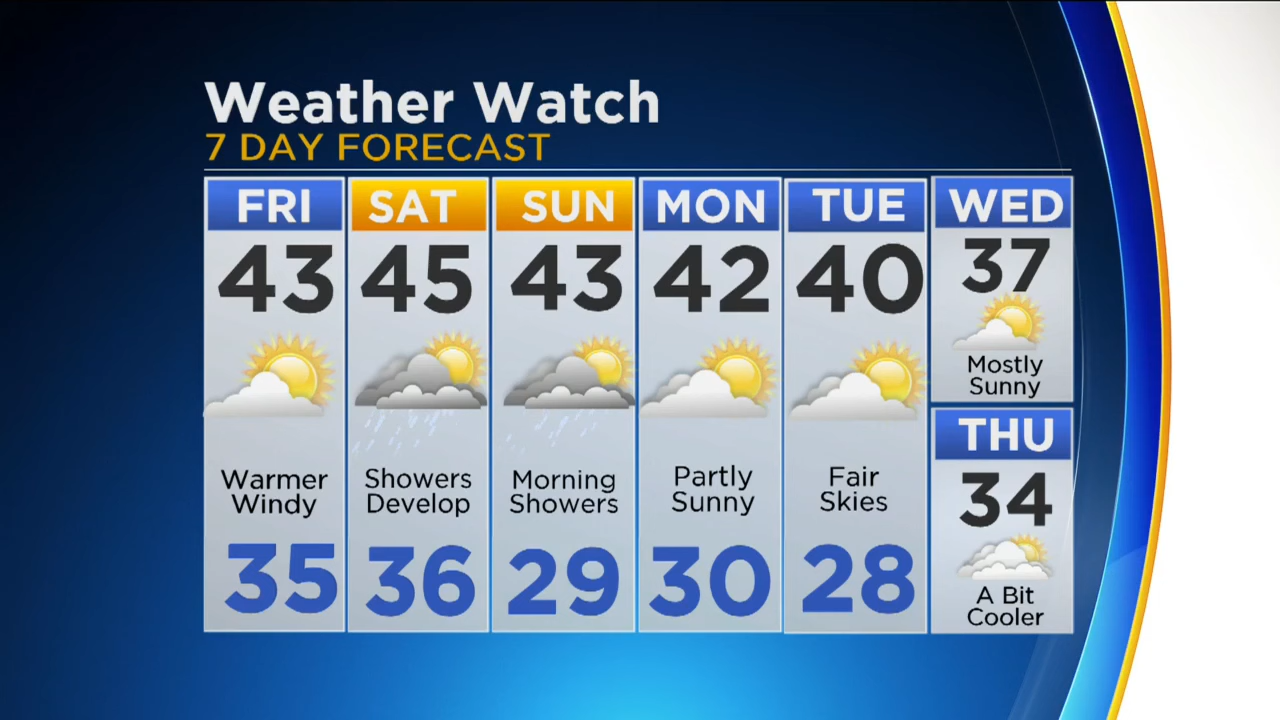 Weather Watch
7 DAY FORECAST
FRI
43
Warmer
Windy
35
SAT
45
Showers
Develop
36
SUN
43
Morning
Showers
29
MON
42
Partly
Sunny
30
TUE
40
Fair
Skies
28
WED
37
Mostly
Sunny
THU
34
A Bit
Cooler